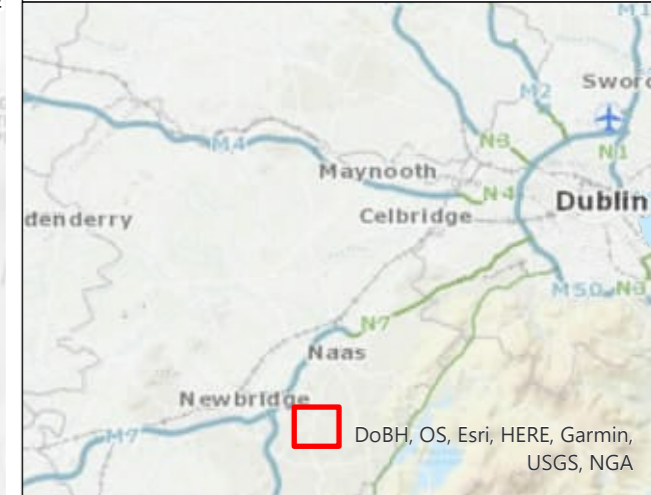 M1
Swor
M2
N3
N1
M4
Maynooth
N4
Dublin
denderry
Celbridge
M50
N7
Naas
Newbridge
M7
DoBH, OS, Esri, HERE, Garmin,
USGS, NGA